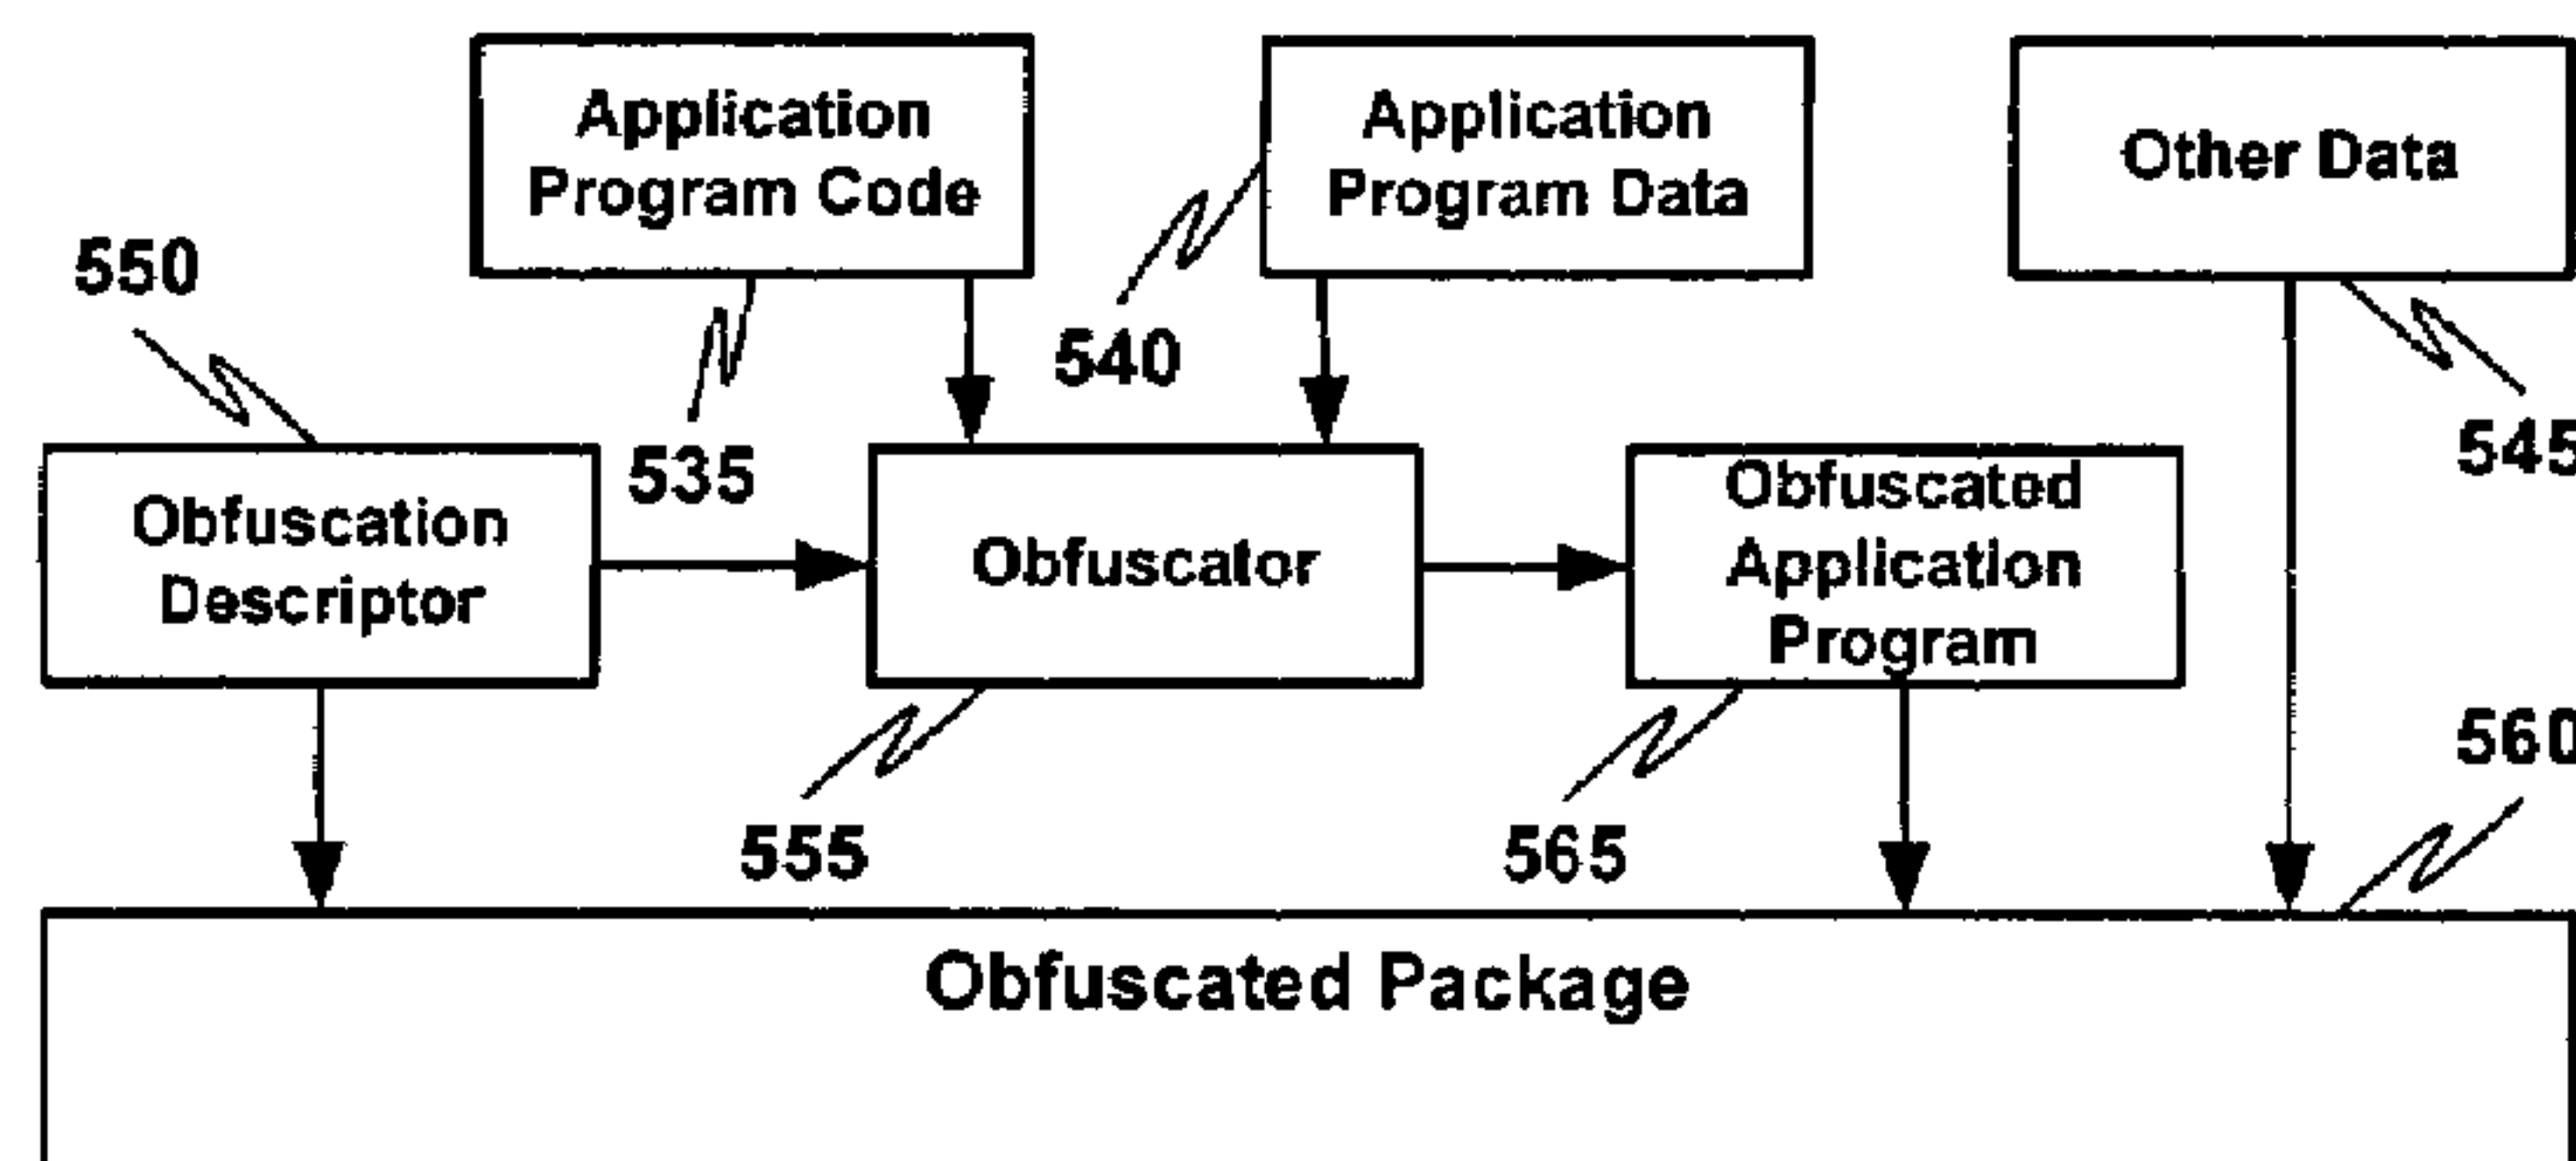 Application
Program Code
Application
Program Data
Other Data
550
540
535
545
Obfuscation
Descriptor
Obfuscator
Obfuscated
Application
Program
560
555
565
Obfuscated Package